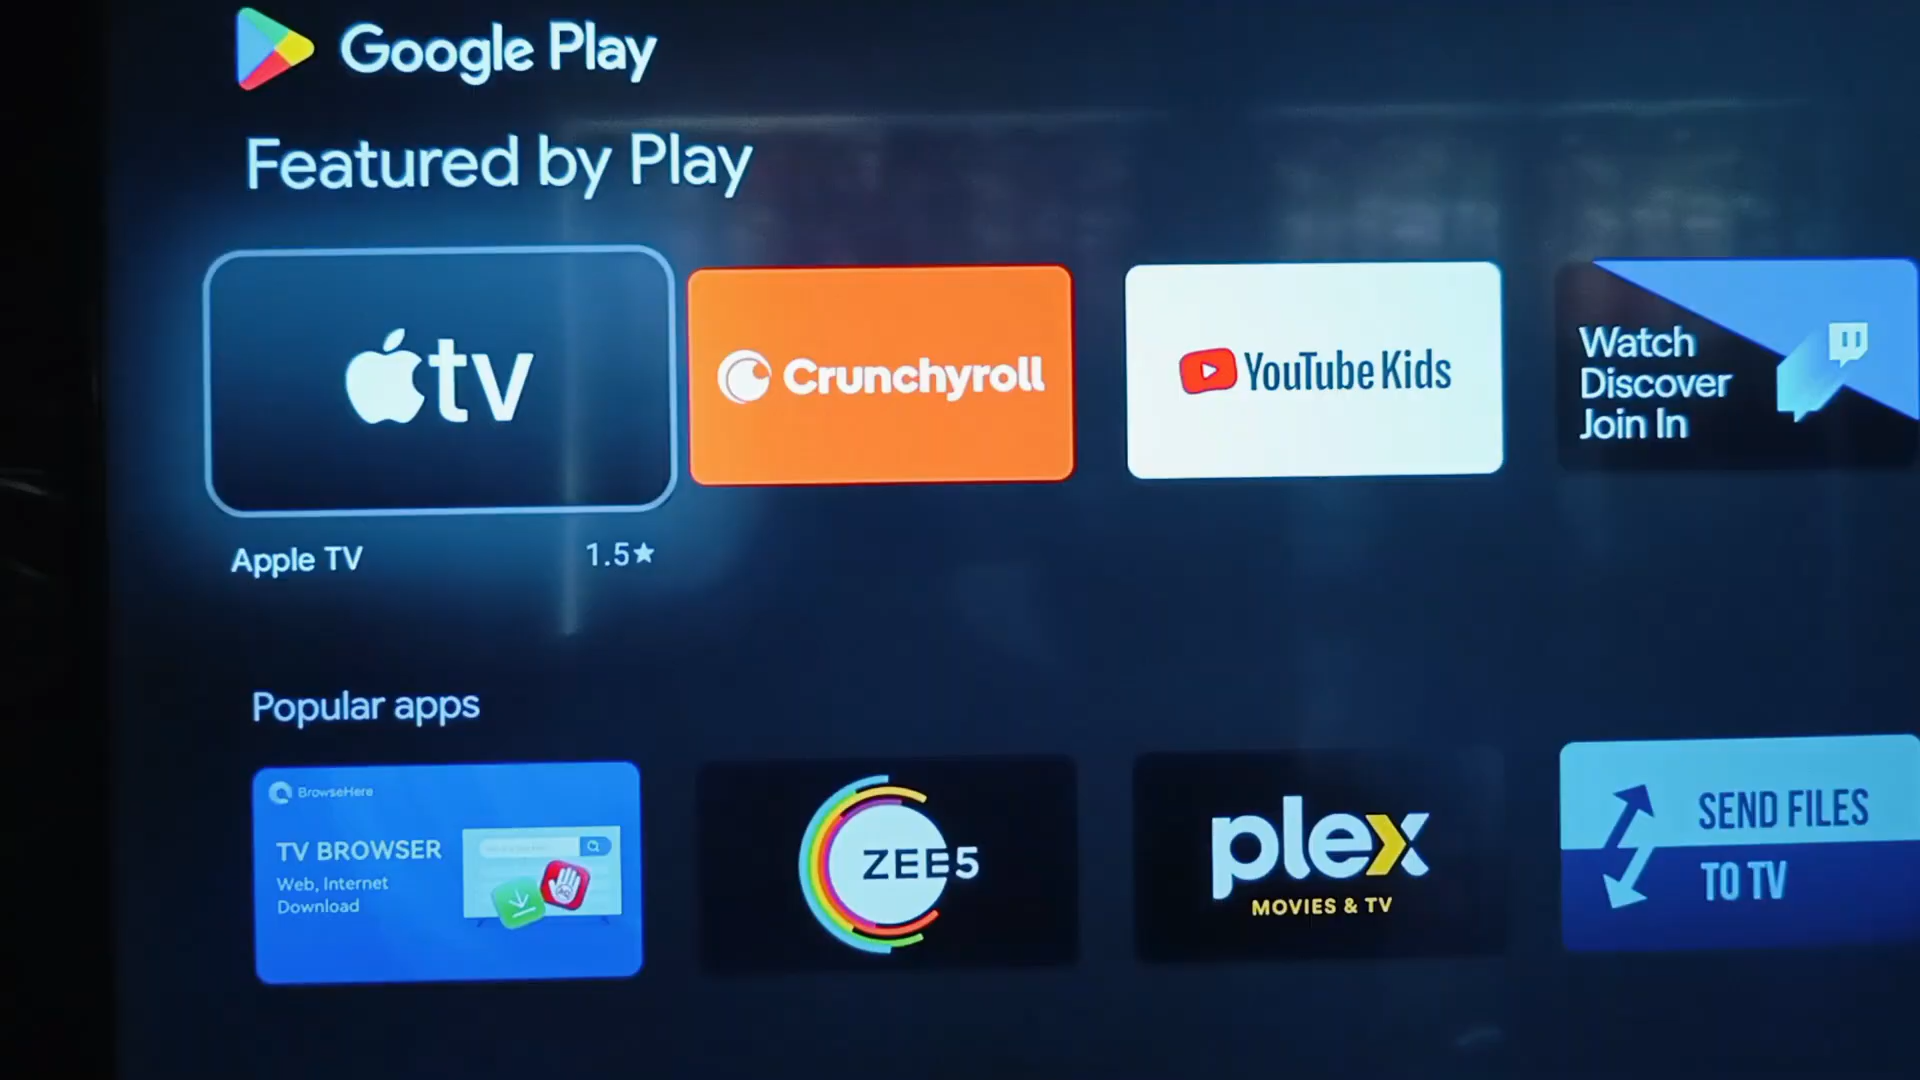 Google Play
Featured by Play
tv
Crunchyroll
YouTube Kids
Watch
Discover
Join In
Apple TV
1.5★
Popular apps
BrowseHere
TV BROWSER
Web, Internet
Download
ZEE5
plex
MOVIES & TV
SEND FILES
TO TV